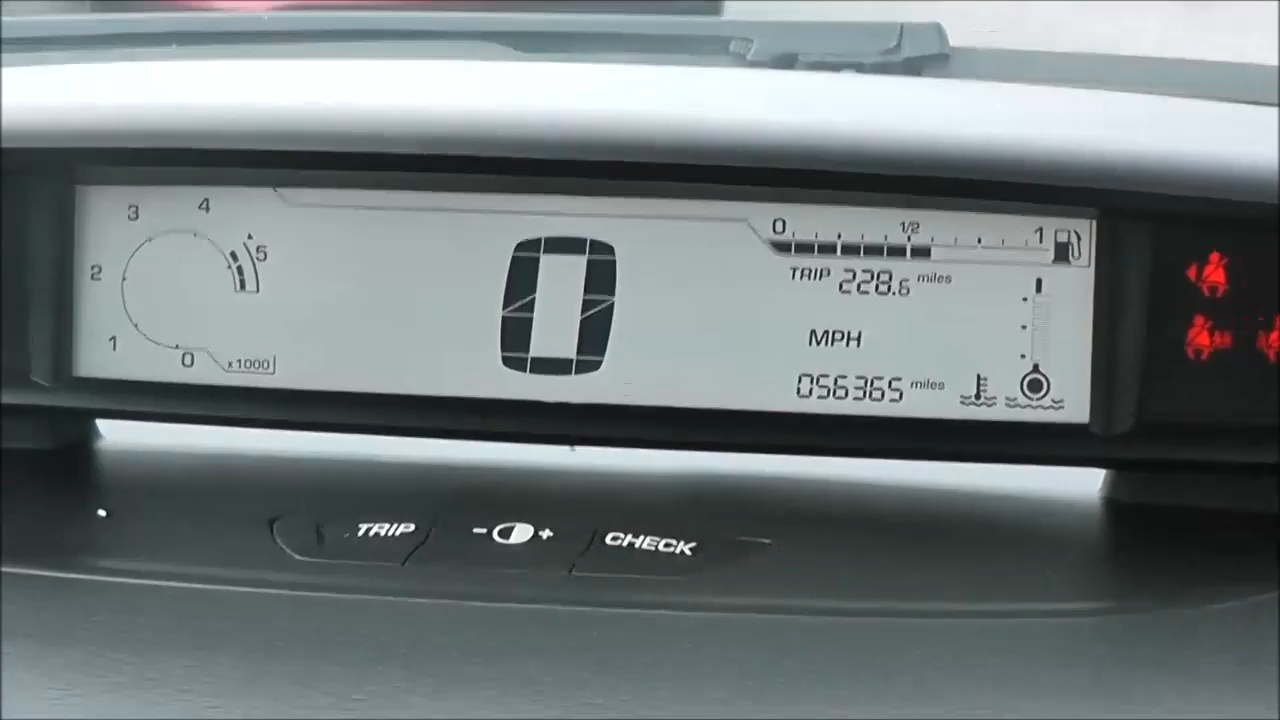 3 4
2 5
1 0 x1000
0
0 1/2 1
TRIP 228.6 miles
MPH
056365 miles
TRIP - + CHECK